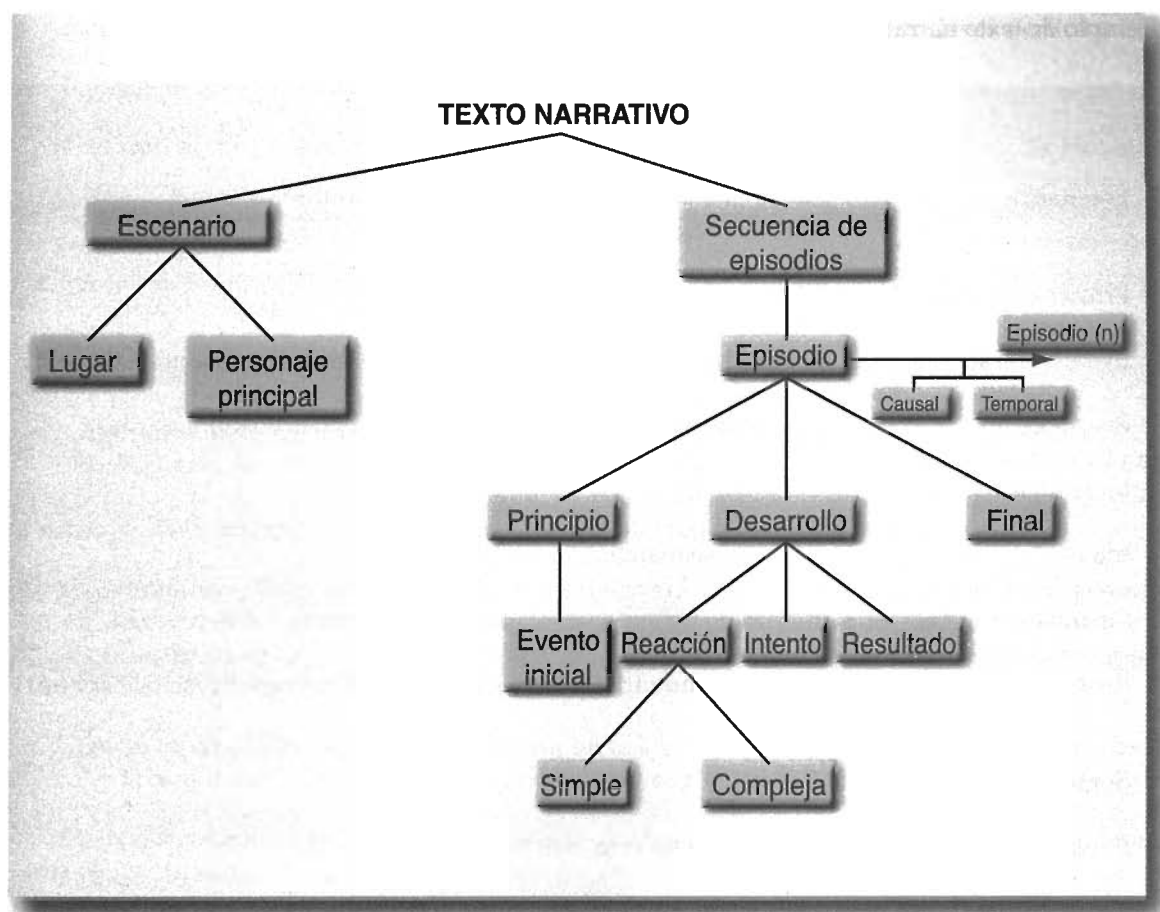 TEXTO NARRATIVO
Escenario
Secuencia de
episodios
Lugar
Personaje
principal
Episodio
Episodio (n)
Causal
Temporal
Principio
Desarrollo
Final
Evento
inicial
Reacción
Intento
Resultado
Simple
Compleja